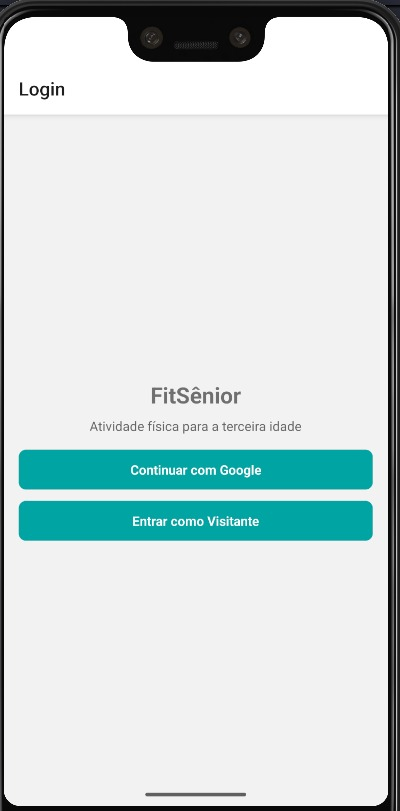 Login
FitSênior
Atividade física para a terceira idade
Continuar com Google
Entrar como Visitante